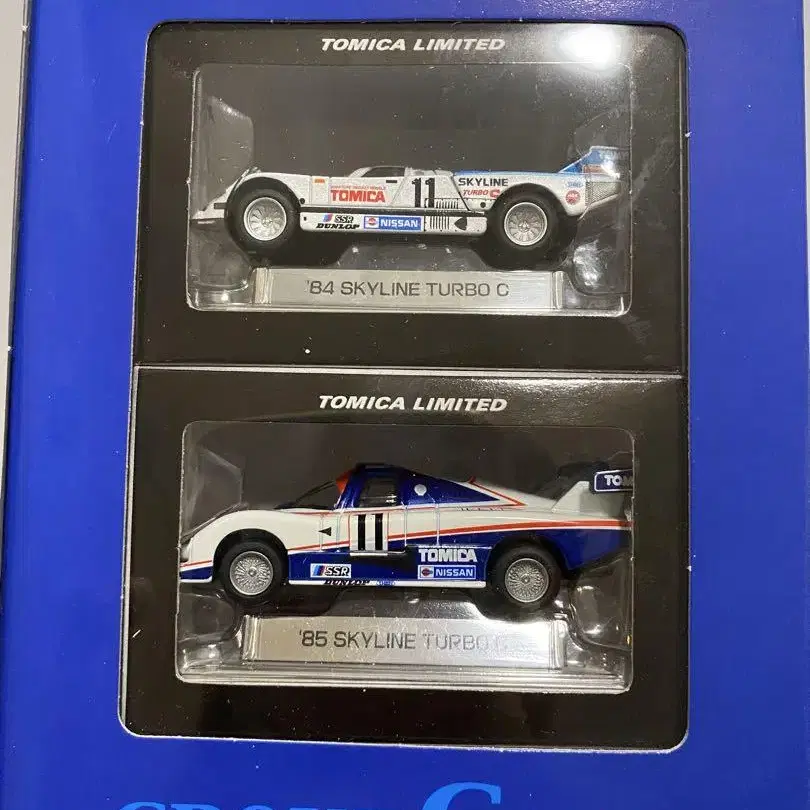 TOMICA LIMITED
TOMICA
11
SKYLINE
TURBO C
SSR
NISSAN
DUNLOP
'84 SKYLINE TURBO C
TOMICA LIMITED
TOM
11
TOMICA
SSR
NISSAN
DUNLOP
'85 SKYLINE TURBO C